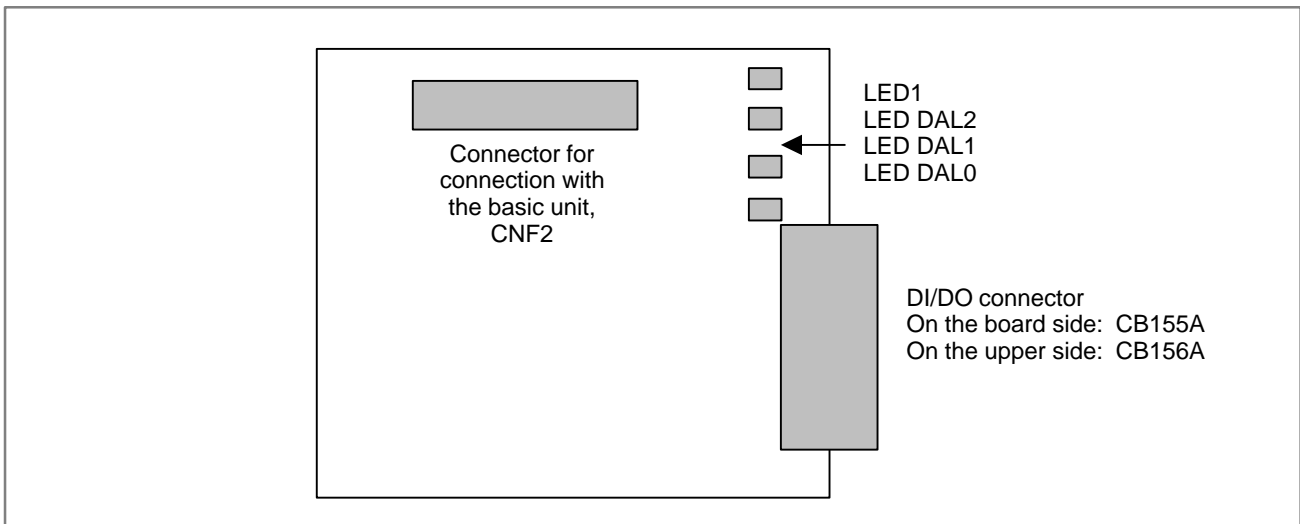 LED1
LED DAL2
LED DAL1
LED DAL0
Connector for
connection with
the basic unit,
CNF2
DI/DO connector
On the board side: CB155A
On the upper side: CB156A